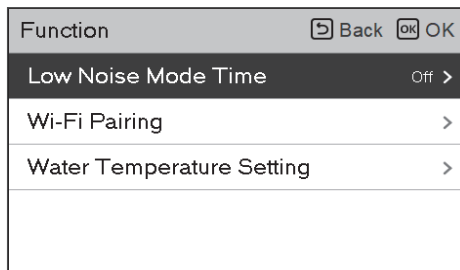 Function Back OK OK
Low Noise Mode Time Off >
Wi-Fi Pairing >
Water Temperature Setting >